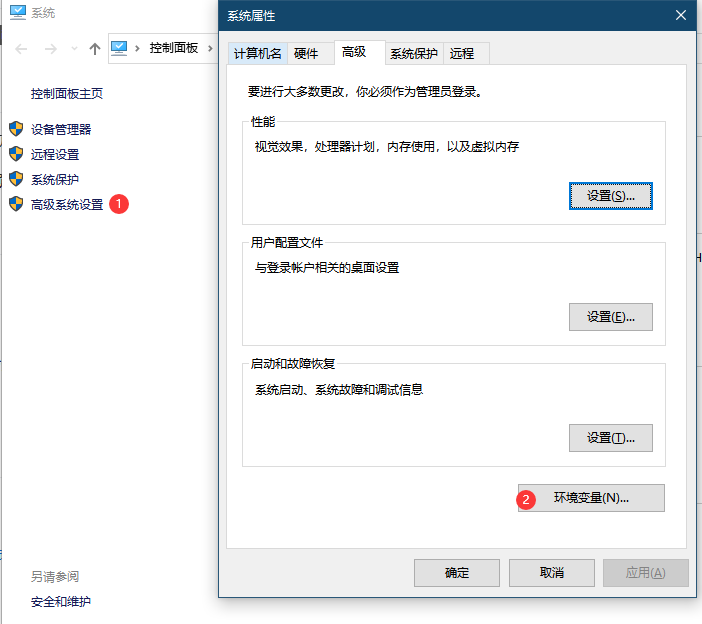 系统
控制面板
控制面板主页
设备管理器
远程设置
系统保护
高级系统设置 1
另请参阅
安全和维护
系统属性
计算机名 硬件 高级 系统保护 远程
要进行大多数更改，你必须作为管理员登录。
性能
视觉效果，处理器计划，内存使用，以及虚拟内存
设置(S)...
用户配置文件
与登录帐户相关的桌面设置
设置(E)...
启动和故障恢复
系统启动、系统故障和调试信息
设置(T)...
2 环境变量(N)...
确定 取消 应用(A)